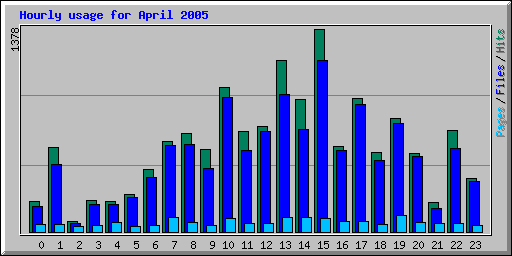 Hourly usage for April 2005
1378
Pages / Files / Hits
0 1 2 3 4 5 6 7 8 9 10 11 12 13 14 15 16 17 18 19 20 21 22 23